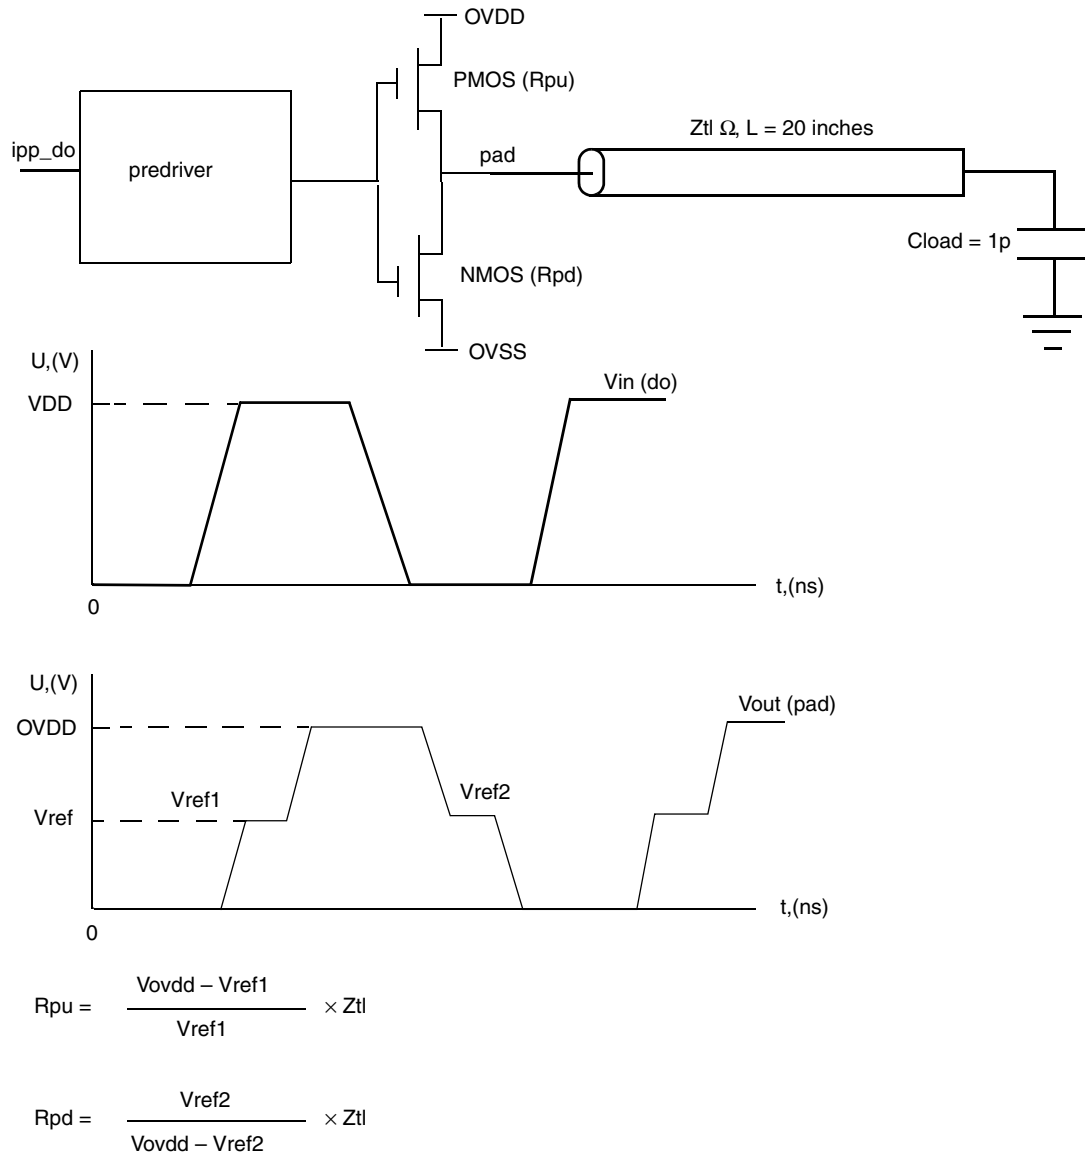 OVDD
PMOS (Rpu)
Ztl Ω, L = 20 inches
ipp_do
predriver
pad
Cload = 1p
NMOS (Rpd)
OVSS
U,(V)
VDD
Vin (do)
t,(ns)
0
U,(V)
OVDD
Vout (pad)
Vref1
Vref2
Vref
t,(ns)
0
Rpu = Vovdd – Vref1 × Ztl
Vref1
Rpd = Vref2 × Ztl
Vovdd – Vref2